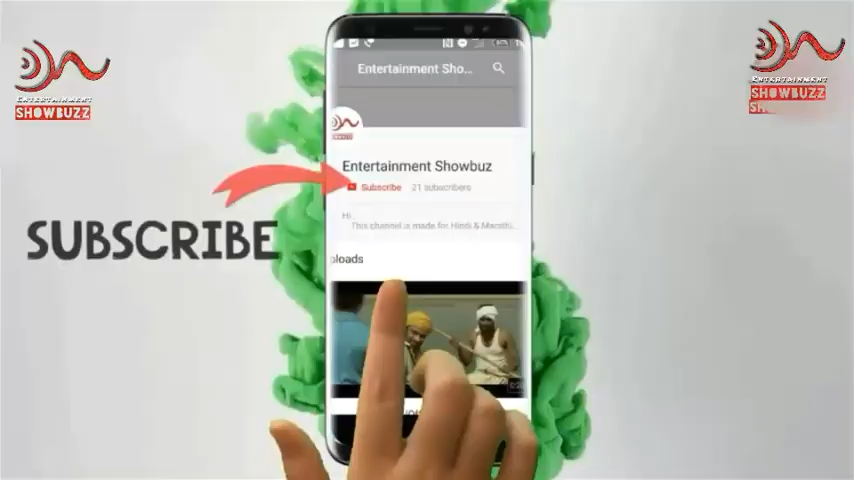 ENTERTAINMENT
SHOWBUZZ
ENTERTAINMENT
SHOWBUZZ
Entertainment Sho...
Entertainment Showbuz
Subscribe 21 subscribers
Hi,
This channel is made for Hindi & Marathi...
SUBSCRIBE
ploads